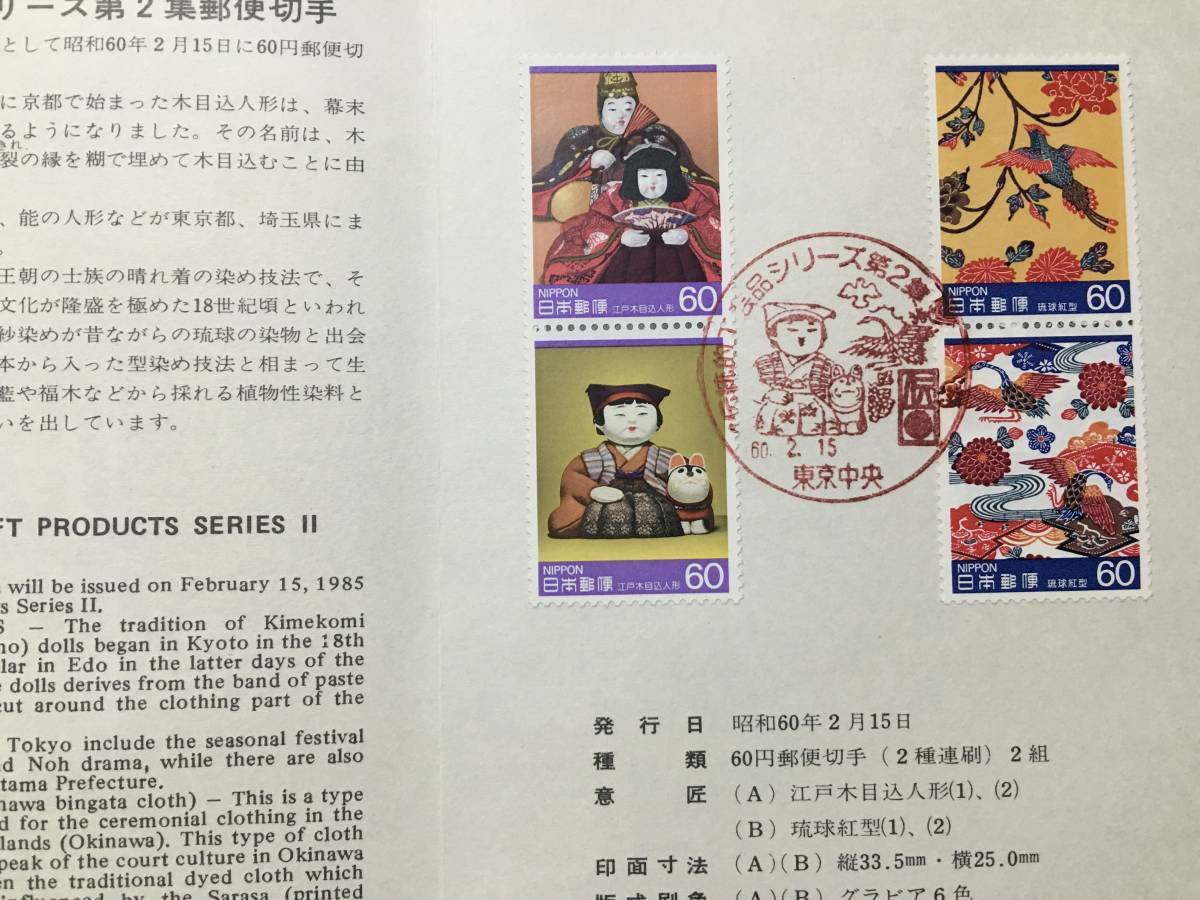 リーズ第2集郵便切手
として昭和60年2月15日に60円郵便切
に京都で始まった木目込人形は、幕末
るようになりました。その名前は、木
きれ
裂の縁を糊で埋めて木目込むことに由
、能の人形などが東京都、埼玉県にま
。
王朝の士族の晴れ着の染め技法で、そ
文化が隆盛を極めた18世紀頃といわれ
紗染めが昔ながらの琉球の染物と出会
本から入った型染め技法と相まって生
藍や福木などから採れる植物性染料と
いを出しています。
FT PRODUCTS SERIES II
will be issued on February 15, 1985
s Series II.
S — The tradition of Kimekomi
no) dolls began in Kyoto in the 18th
lar in Edo in the latter days of the
e dolls derives from the band of paste
cut around the clothing part of the
Tokyo include the seasonal festival
nd Noh drama, while there are also
tama Prefecture.
nawa bingata cloth) — This is a type
d for the ceremonial clothing in the
lands (Okinawa). This type of cloth
peak of the court culture in Okinawa
en the traditional dyed cloth which
influenced by the Sarasa (printed
NIPPON
日本郵便 江戸木目込人形 60
NIPPON
日本郵便 琉球紅型 60
NIPPON
日本郵便 江戸木目込人形 60
NIPPON
日本郵便 琉球紅型 60
芸品シリーズ第2集
60. 2. 15
東京中央
発行日 昭和60年2月15日
種類 60円郵便切手(2種連刷)2組
意匠 (A)江戸木目込人形(1)、(2)
(B)琉球紅型(1)、(2)
印面寸法 (A)(B)縦33.5mm・横25.0mm
版式刷色 (A)(B)グラビア6色